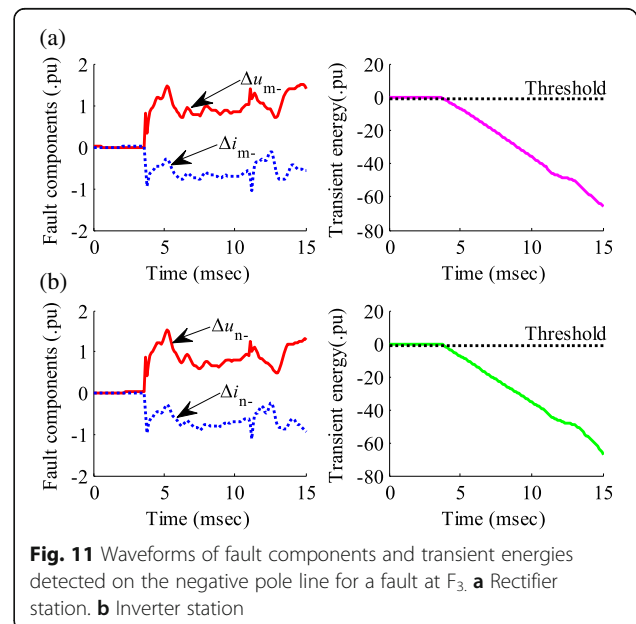 (a)
Fault components (.pu)
2
1
0
-1
-2
Δu m-
Δi m-
0 5 10 15
Time (msec)
Transient energy(.pu)
20
0
-20
-40
-60
-80
Threshold
0 5 10 15
Time (msec)
(b)
Fault components (.pu)
2
1
0
-1
-2
Δu n-
Δi n-
0 5 10 15
Time (msec)
Transient energy(.pu)
20
0
-20
-40
-60
-80
Threshold
0 5 10 15
Time (msec)
Fig. 11 Waveforms of fault components and transient energies
detected on the negative pole line for a fault at F3. a Rectifier
station. b Inverter station